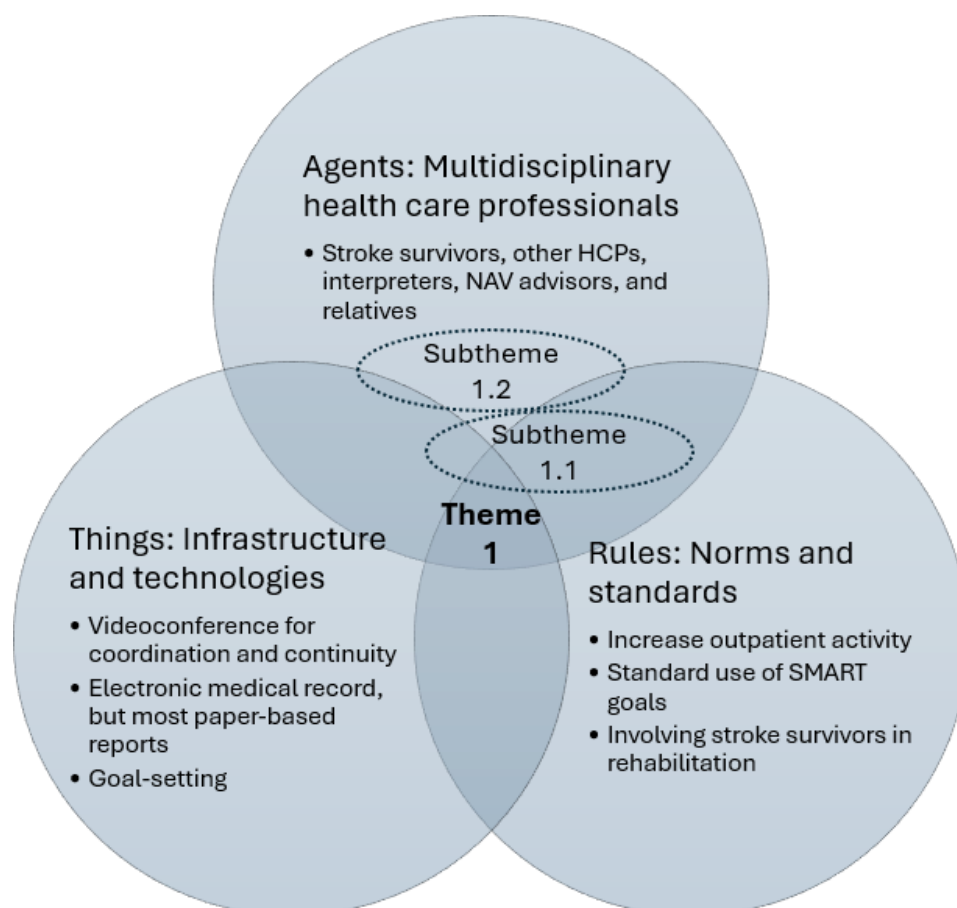 Agents: Multidisciplinary
health care professionals
• Stroke survivors, other HCPs,
interpreters, NAV advisors, and
relatives
Subtheme
1.2
Subtheme
1.1
Theme
1
Things: Infrastructure
and technologies
• Videoconference for
coordination and continuity
• Electronic medical record,
but most paper-based
reports
• Goal-setting
Rules: Norms and
standards
• Increase outpatient activity
• Standard use of SMART
goals
• Involving stroke survivors in
rehabilitation